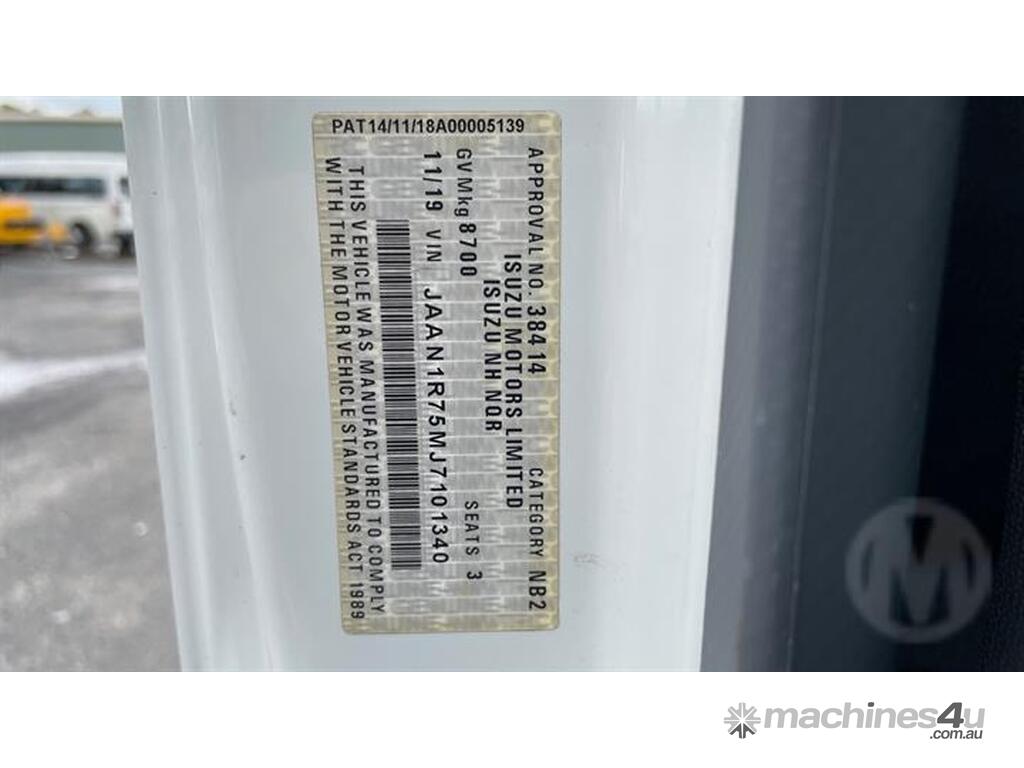 PAT14/11/18A00005139
APPROVAL NO. 38414 CATEGORY NB2
ISUZU MOTORS LIMITED
ISUZU NH NQR
GVMkg 8700 SEATS 3
11/19 VIN JAAN1R75MJ7101340
THIS VEHICLE WAS MANUFACTURED TO COMPLY
WITH THE MOTOR VEHICLE STANDARDS ACT 1989
M
machines4u
.com.au